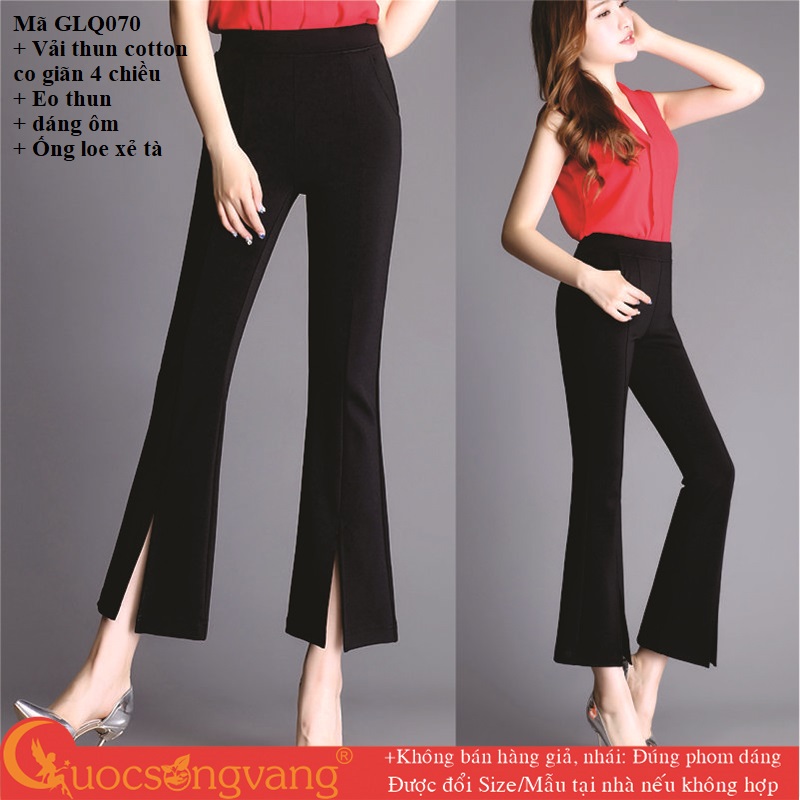 Mã GLQ070
+ Vải thun cotton
co giãn 4 chiều
+ Eo thun
+ dáng ôm
+ Ống loe xẻ tà
Cuocsongvang®
+Không bán hàng giả, nhái: Đúng phom dáng
Được đổi Size/Mẫu tại nhà nếu không hợp